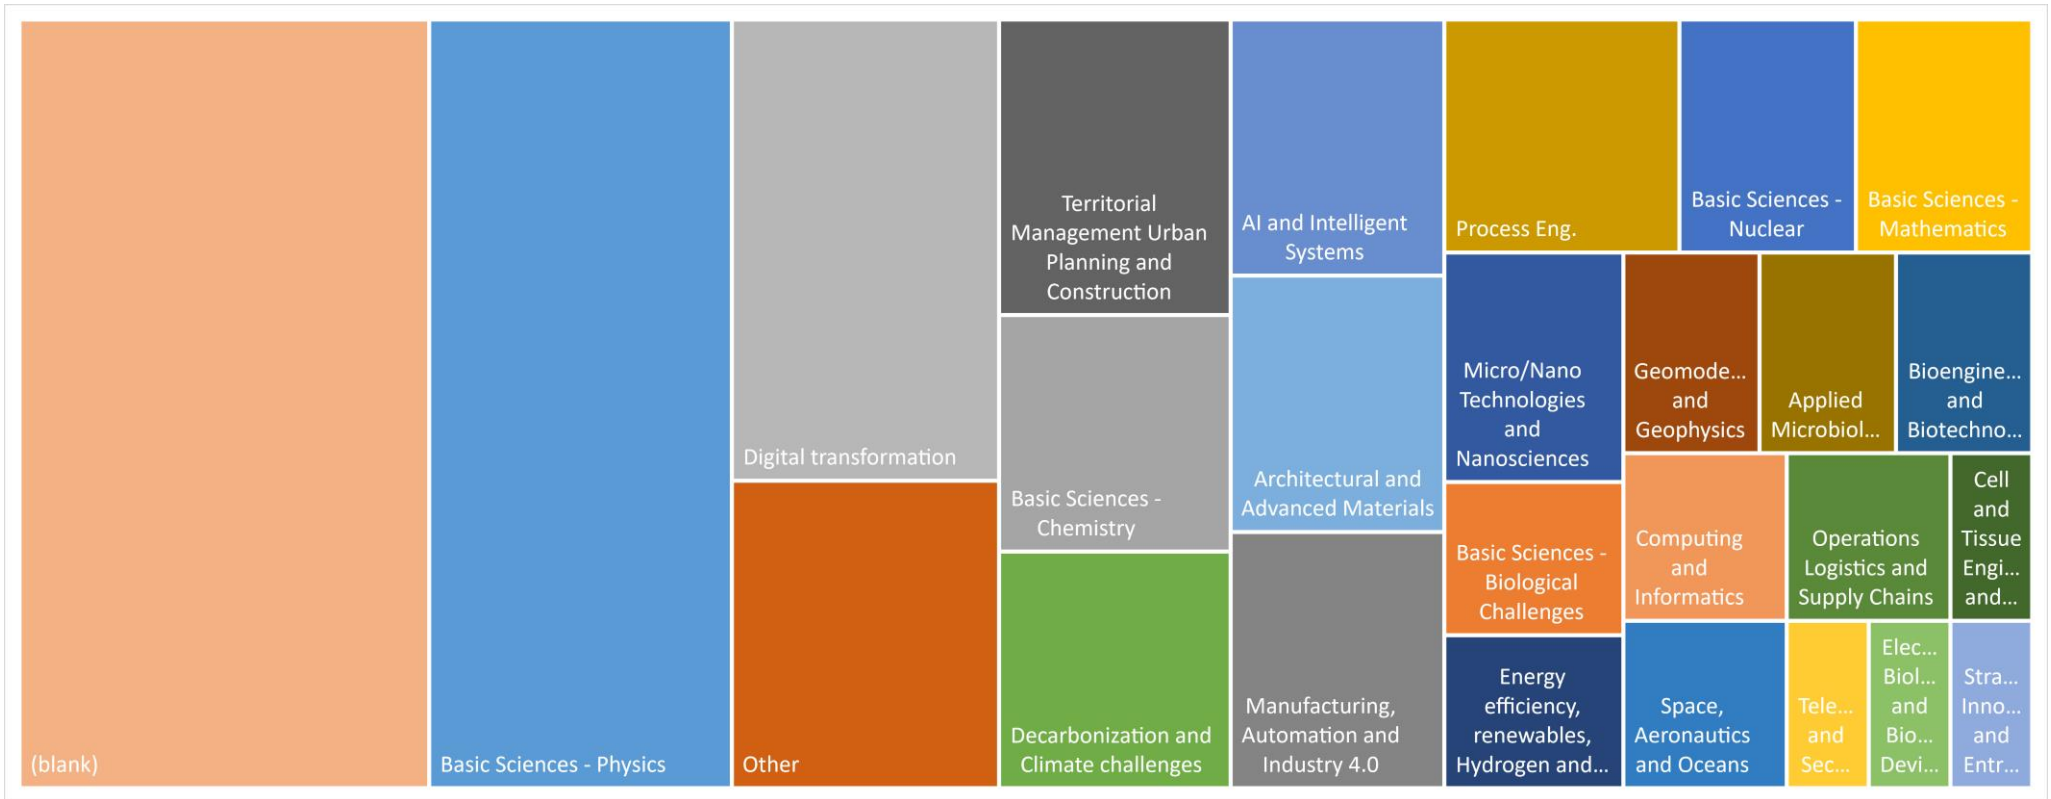 (blank)
Basic Sciences - Physics
Digital transformation
Other
Territorial
Management Urban
Planning and
Construction
Basic Sciences -
Chemistry
Decarbonization and
Climate challenges
AI and Intelligent
Systems
Architectural and
Advanced Materials
Manufacturing,
Automation and
Industry 4.0
Process Eng.
Basic Sciences -
Nuclear
Basic Sciences -
Mathematics
Micro/Nano
Technologies
and
Nanosciences
Geomode...
and
Geophysics
Applied
Microbiol...
Bioengine...
and
Biotechno...
Basic Sciences -
Biological
Challenges
Computing
and
Informatics
Operations
Logistics and
Supply Chains
Cell
and
Tissue
Engi...
and...
Energy
efficiency,
renewables,
Hydrogen and...
Space,
Aeronautics
and Oceans
Tele...
and
Sec...
Elec...
Biol...
and
Bio...
Devi...
Stra...
Inno...
and
Entr...